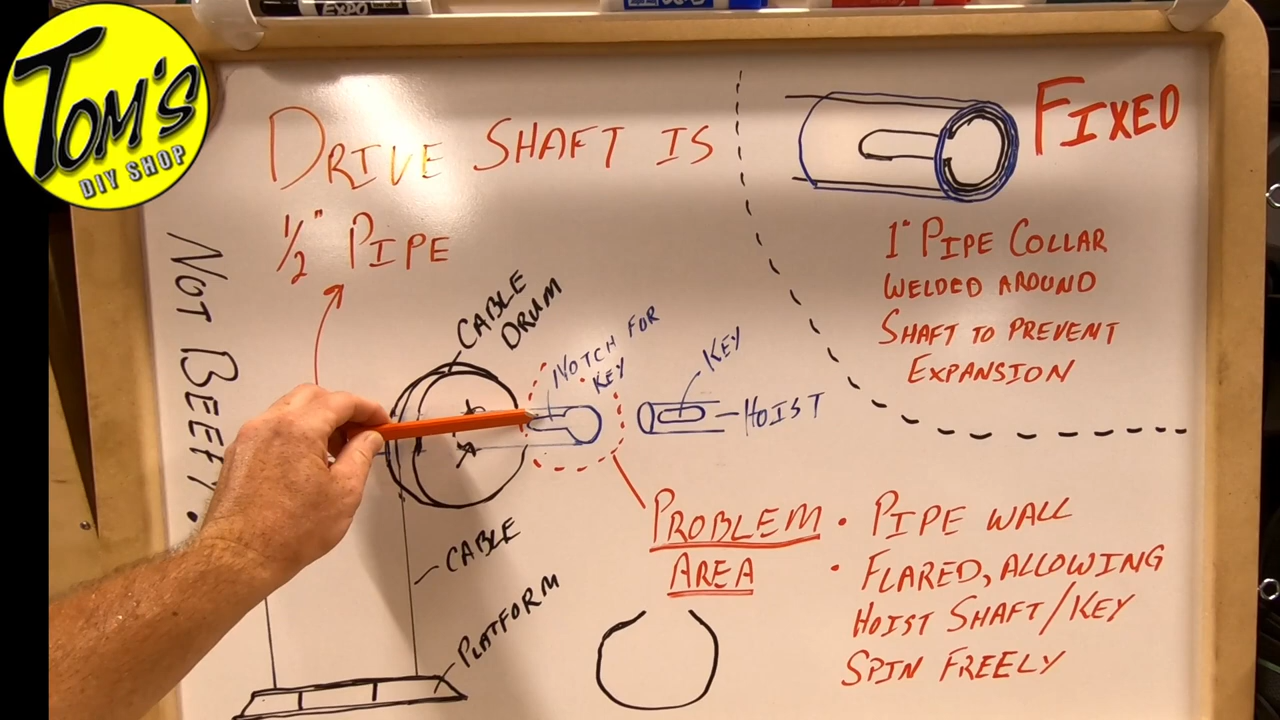 EXPO
TOM'S
DIY SHOP
DRIVE SHAFT IS
1/2" PIPE
NOT BEEFY.
CABLE
DRUM
NOTCH FOR
KEY
KEY
HOIST
CABLE
PLATFORM
FIXED
1" PIPE COLLAR
WELDED AROUND
SHAFT TO PREVENT
EXPANSION
PROBLEM
AREA
• PIPE WALL
• FLARED, ALLOWING
HOIST SHAFT/KEY
SPIN FREELY